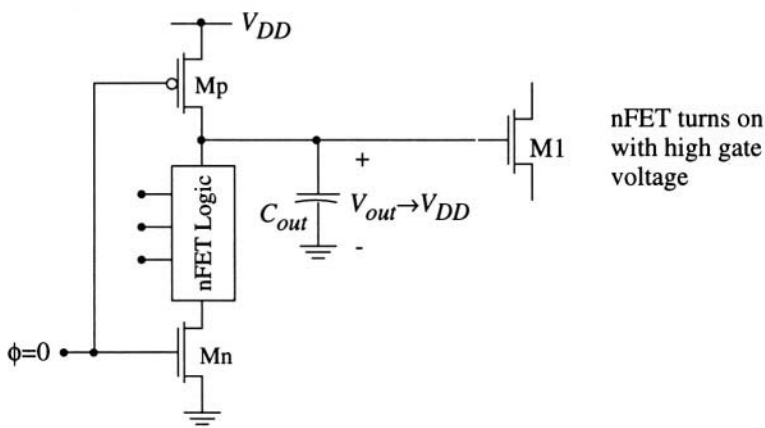 V_DD
Mp
nFET Logic
C_out
+
V_out→V_DD
-
M1
nFET turns on
with high gate
voltage
ϕ=0
Mn